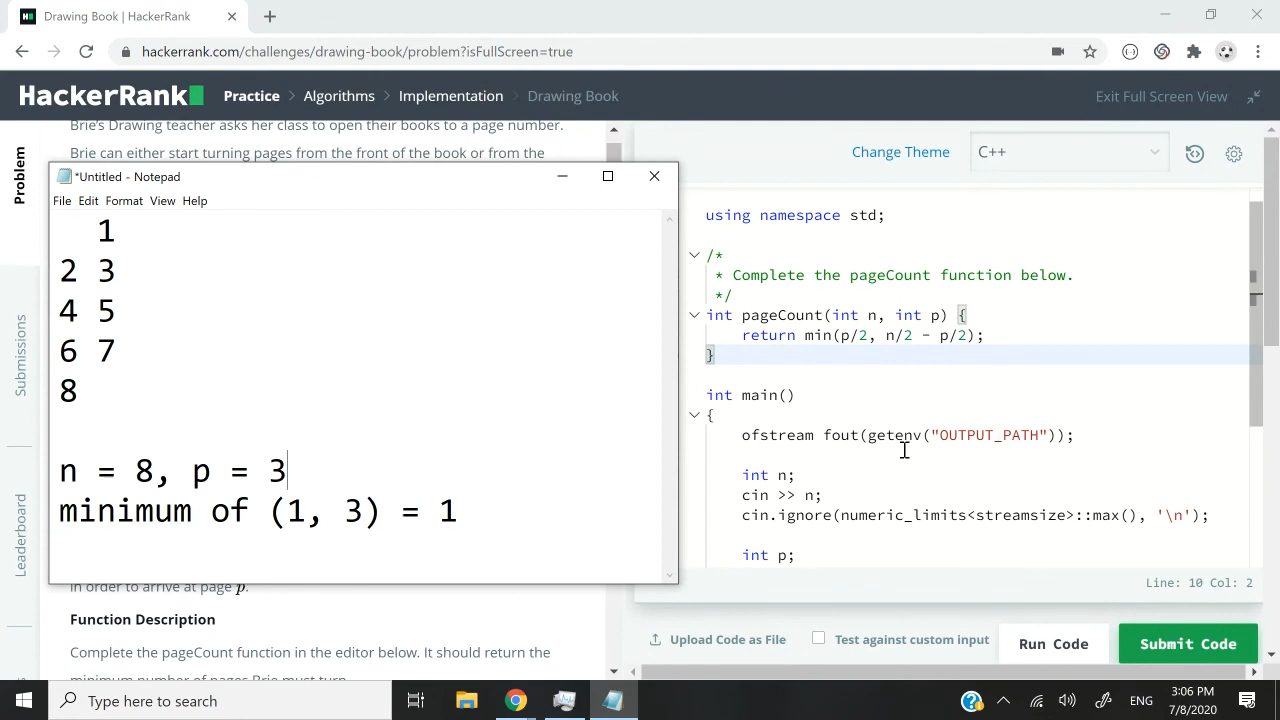 Drawing Book | HackerRank
hackerrank.com/challenges/drawing-book/problem?isFullScreen=true
HackerRank
Practice > Algorithms > Implementation > Drawing Book
Exit Full Screen View
Problem
Submissions
Leaderboard
Brie's Drawing teacher asks her class to open their books to a page number.
Brie can either start turning pages from the front of the book or from the
*Untitled - Notepad
File Edit Format View Help
1
2 3
4 5
6 7
8
n = 8, p = 3
minimum of (1, 3) = 1
in order to arrive at page p.
Function Description
Complete the pageCount function in the editor below. It should return the
minimum number of pages Brie must turn.
Change Theme
C++
using namespace std;
/*
* Complete the pageCount function below.
*/
int pageCount(int n, int p) {
return min(p/2, n/2 - p/2);
}
int main()
{
ofstream fout(getenv("OUTPUT_PATH"));
int n;
cin >> n;
cin.ignore(numeric_limits<streamsize>::max(), '\n');
int p;
Line: 10 Col: 2
Upload Code as File
Test against custom input
Run Code
Submit Code
Type here to search
ENG
3:06 PM
7/8/2020